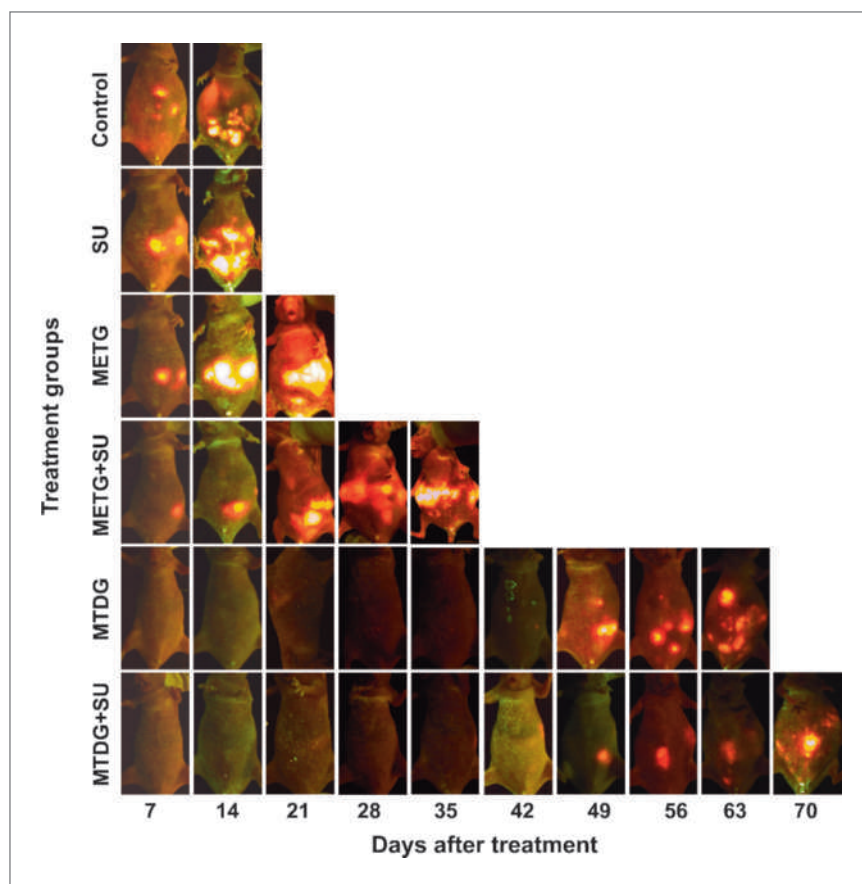 Treatment groups
Control
SU
METG
METG+SU
MTDG
MTDG+SU
7 14 21 28 35 42 49 56 63 70
Days after treatment